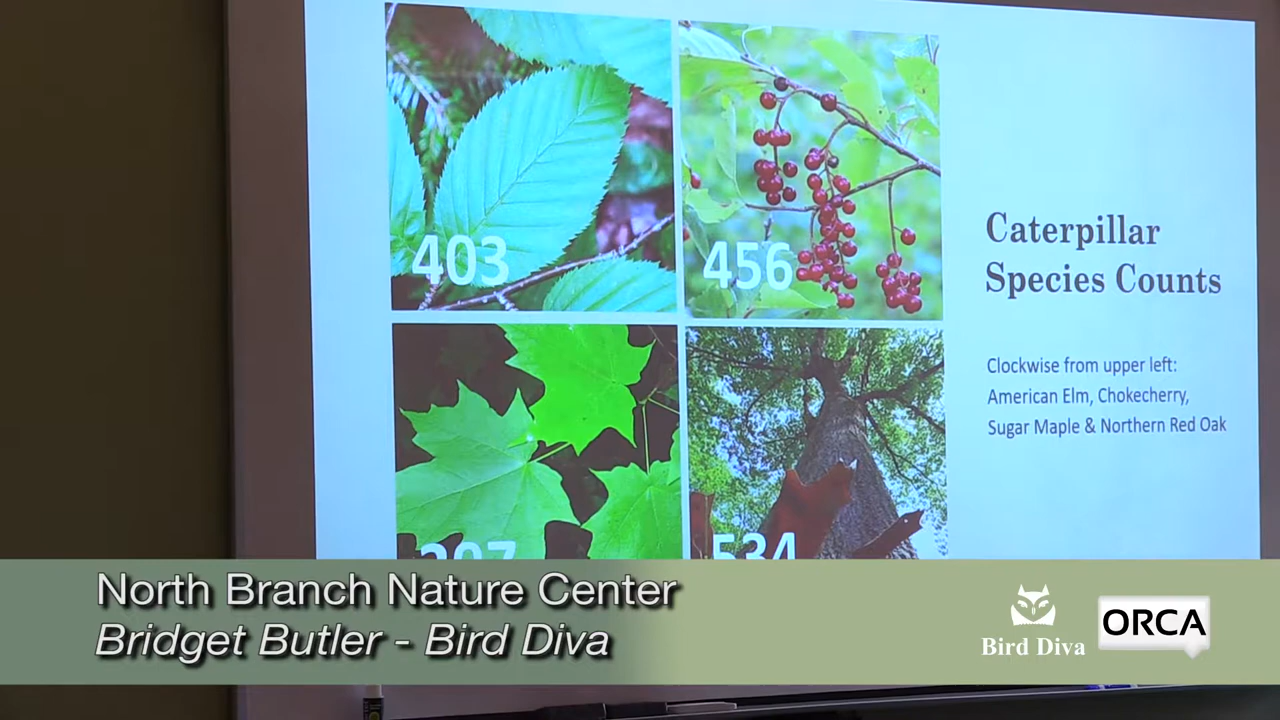 403
456
Caterpillar
Species Counts
Clockwise from upper left:
American Elm, Chokecherry,
Sugar Maple & Northern Red Oak
534
North Branch Nature Center
Bridget Butler - Bird Diva
Bird Diva
ORCA